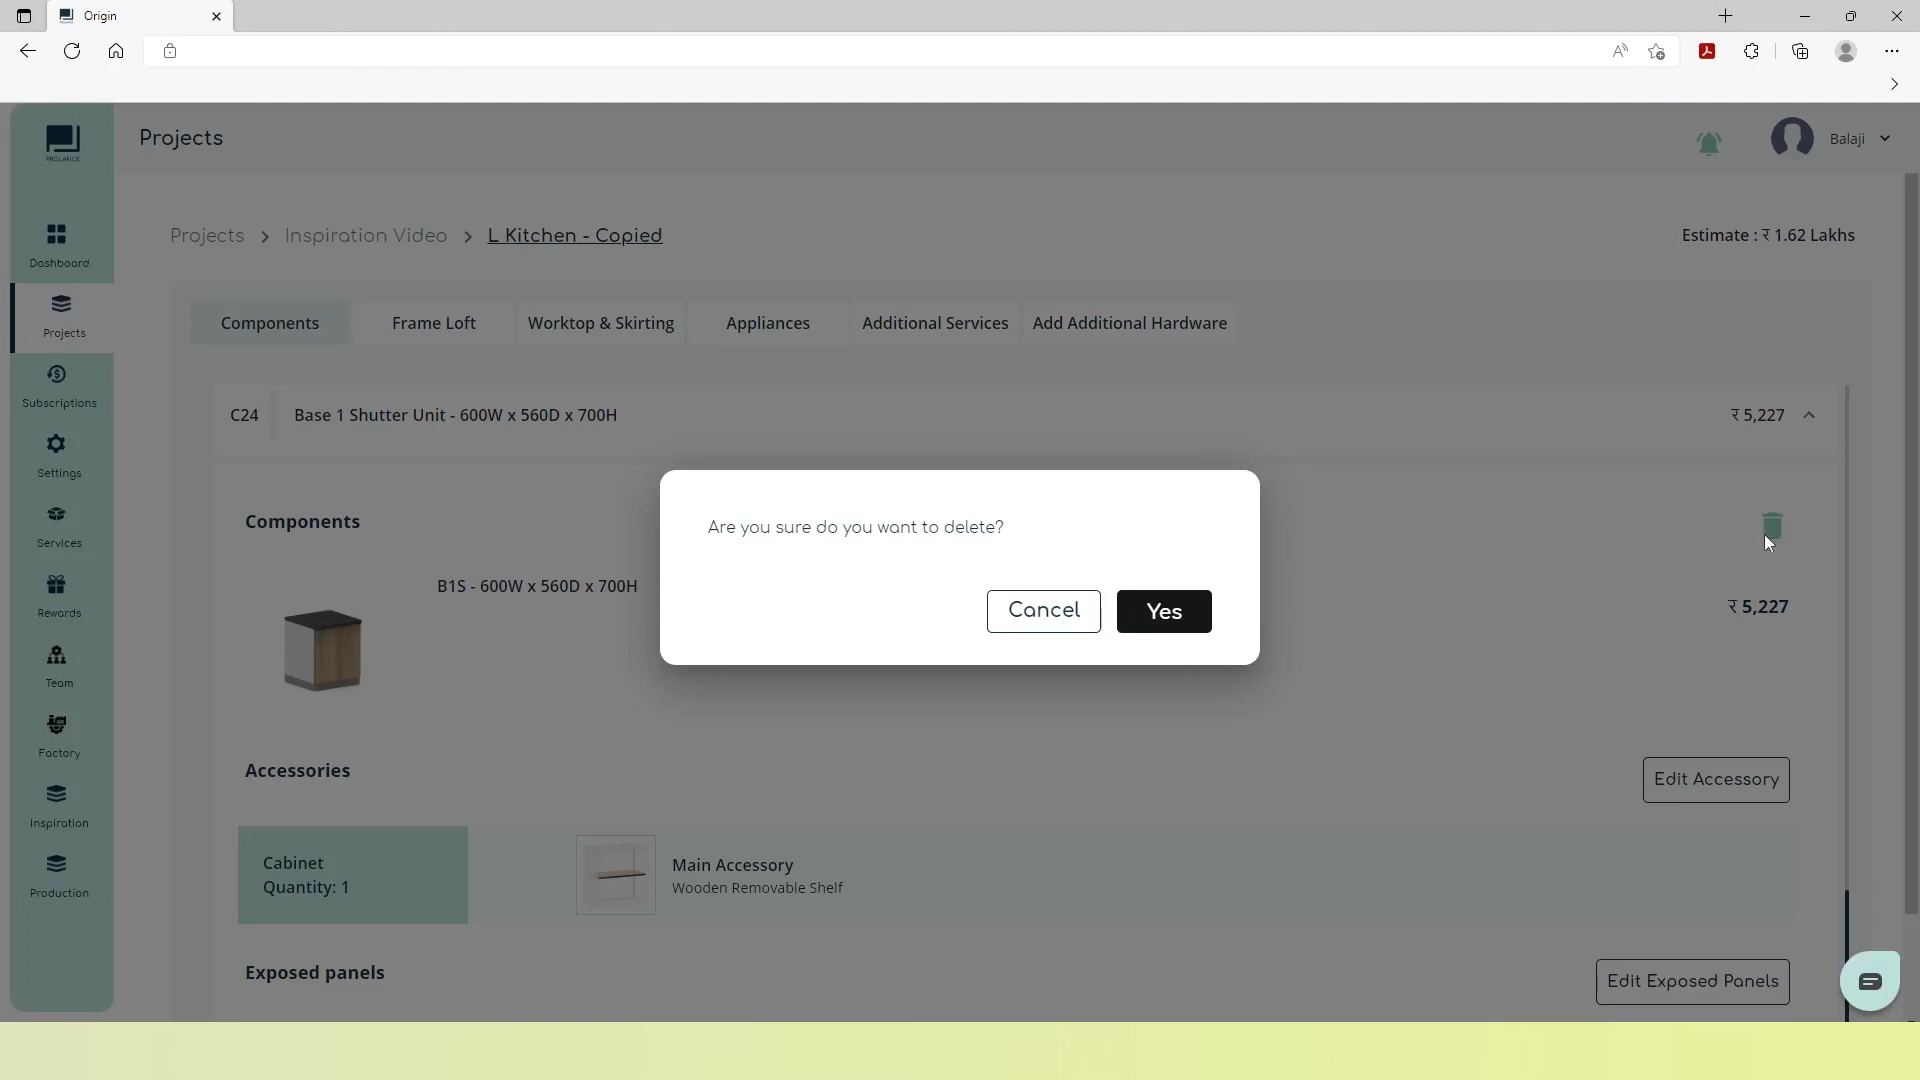 Origin
PROLANCE
Projects
Balaji
Dashboard
Projects
Subscriptions
Settings
Services
Rewards
Team
Factory
Inspiration
Production
Projects > Inspiration Video > L Kitchen - Copied
Estimate : ₹ 1.62 Lakhs
Components Frame Loft Worktop & Skirting Appliances Additional Services Add Additional Hardware
C24 Base 1 Shutter Unit - 600W x 560D x 700H ₹ 5,227
Components
B1S - 600W x 560D x 700H
₹ 5,227
Are you sure do you want to delete?
Cancel Yes
Accessories
Edit Accessory
Cabinet
Quantity: 1
Main Accessory
Wooden Removable Shelf
Exposed panels
Edit Exposed Panels